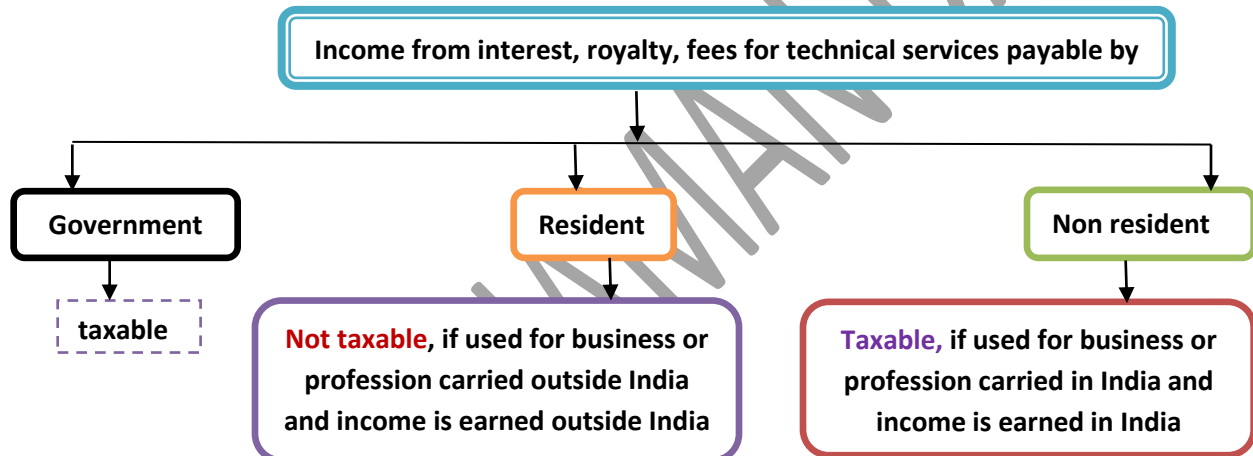 Income from interest, royalty, fees for technical services payable by
Government
Resident
Non resident
taxable
Not taxable, if used for business or
profession carried outside India
and income is earned outside India
Taxable, if used for business or
profession carried in India and
income is earned in India